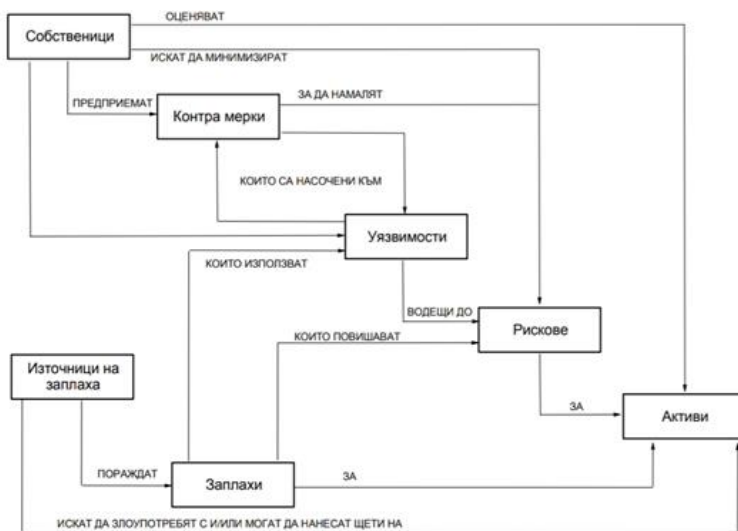 ОЦЕНЯВАТ
Собственици
ИСКАТ ДА МИНИМИЗИРАТ
ПРЕДПРИЕМАТ
ЗА ДА НАМАЛЯТ
Контра мерки
КОИТО СА НАСОЧЕНИ КЪМ
Уязвимости
КОИТО ИЗПОЛЗВАТ
ВОДЕЩИ ДО
Рискове
КОИТО ПОВИШАВАТ
Източници на
заплаха
ЗА
Активи
ПОРАЖДАТ
Заплахи
ЗА
ИСКАТ ДА ЗЛОУПОТРЕБЯТ С И/ИЛИ МОГАТ ДА НАНЕСАТ ЩЕТИ НА